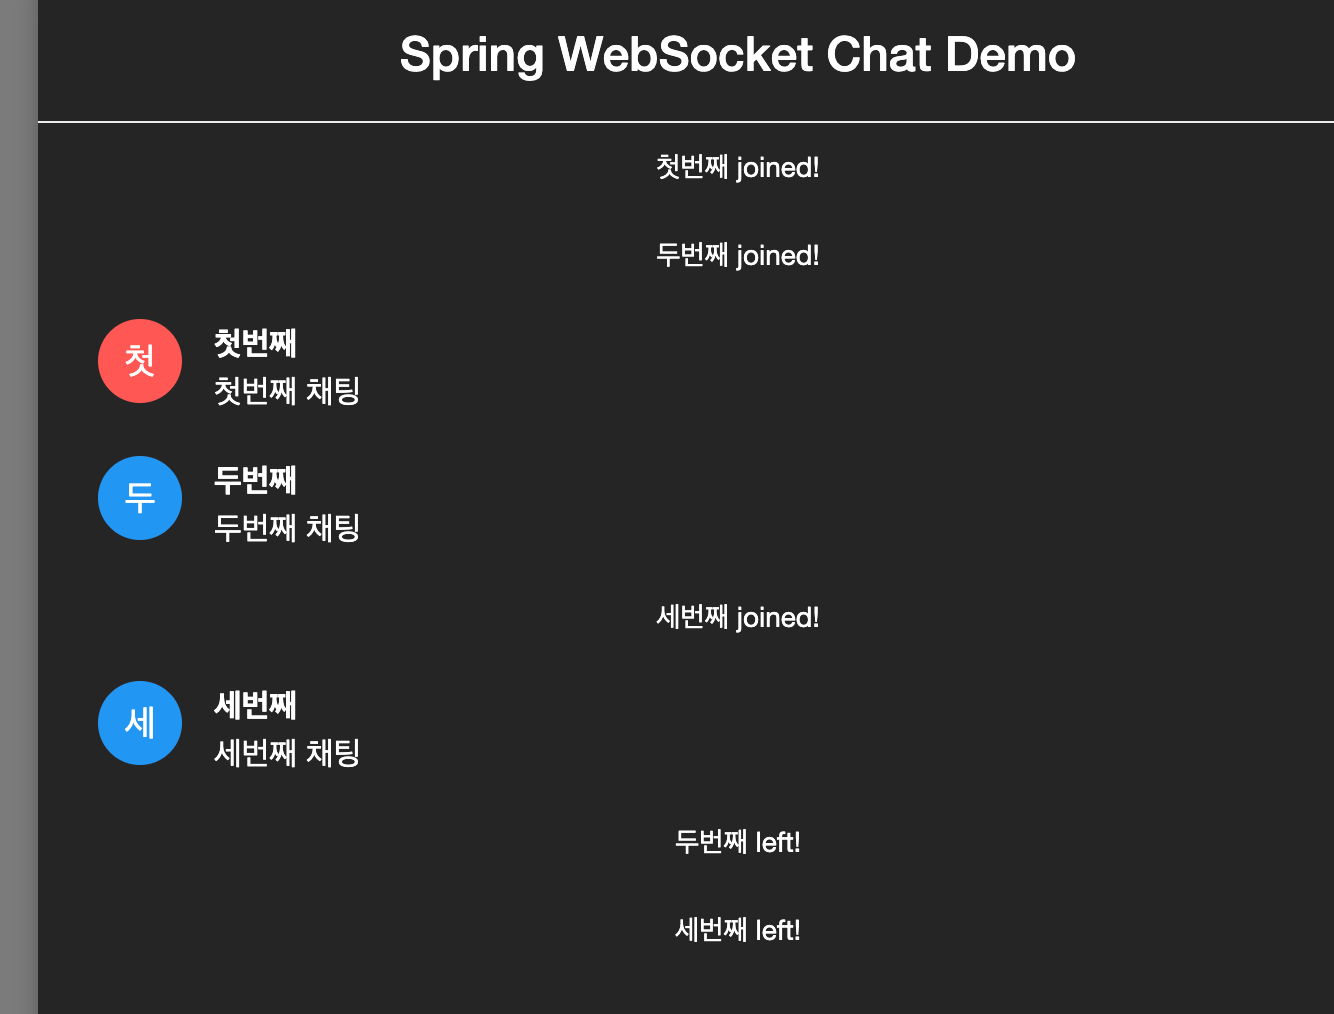 Spring WebSocket Chat Demo
첫번째 joined!
두번째 joined!
첫
첫번째
첫번째 채팅
두
두번째
두번째 채팅
세번째 joined!
세
세번째
세번째 채팅
두번째 left!
세번째 left!